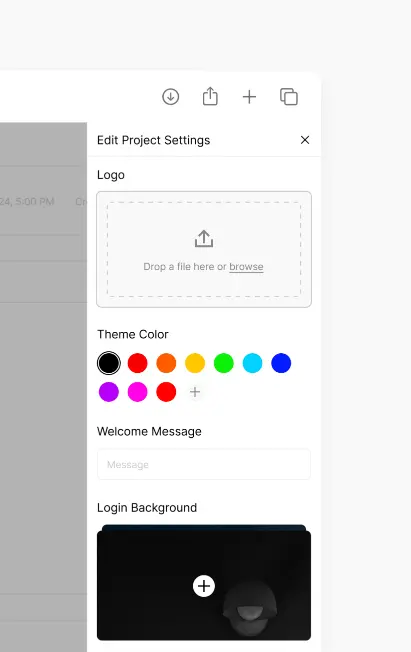 Edit Project Settings
Logo
24, 5:00 PM
Drop a file here or browse
Theme Color
Welcome Message
Message
Login Background